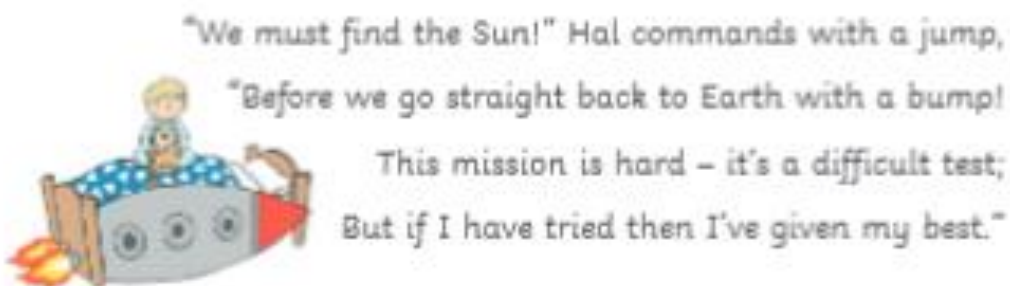 “We must find the Sun!” Hal commands with a jump,
“Before we go straight back to Earth with a bump!
This mission is hard – it’s a difficult test;
But if I have tried then I’ve given my best.”